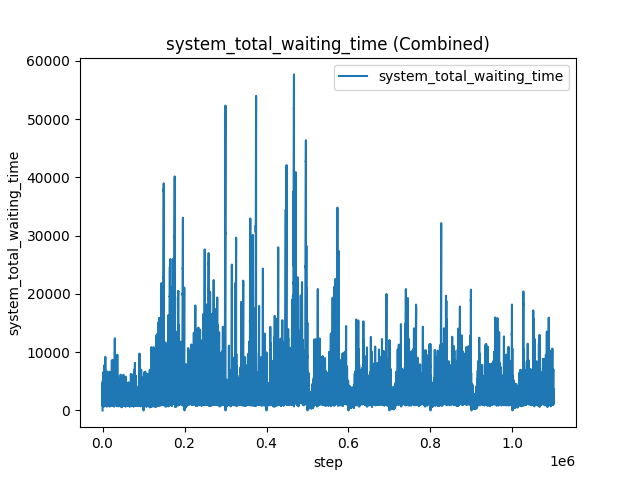 system_total_waiting_time (Combined)
system_total_waiting_time
60000
50000
40000
30000
20000
10000
0
system_total_waiting_time
0.0 0.2 0.4 0.6 0.8 1.0
1e6
step